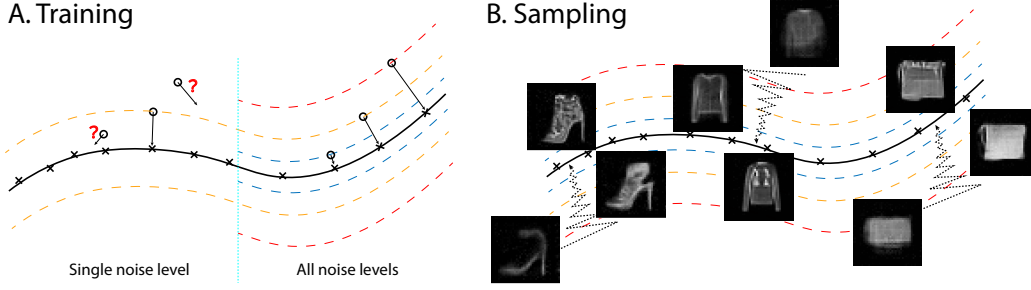 A. Training
B. Sampling
?
?
Single noise level
All noise levels